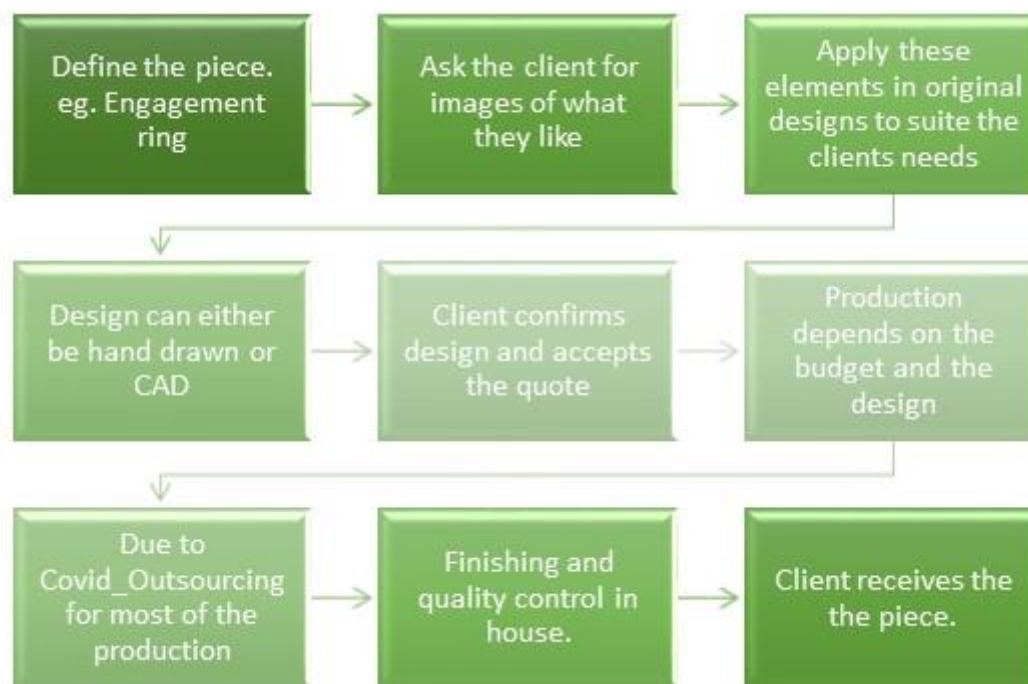 Define the piece.
eg. Engagement
ring
Ask the client for
images of what
they like
Apply these
elements in original
designs to suite the
clients needs
Design can either
be hand drawn or
CAD
Client confirms
design and accepts
the quote
Production
depends on the
budget and the
design
Due to
Covid_Outsourcing
for most of the
production
Finishing and
quality control in
house.
Client receives the
the piece.